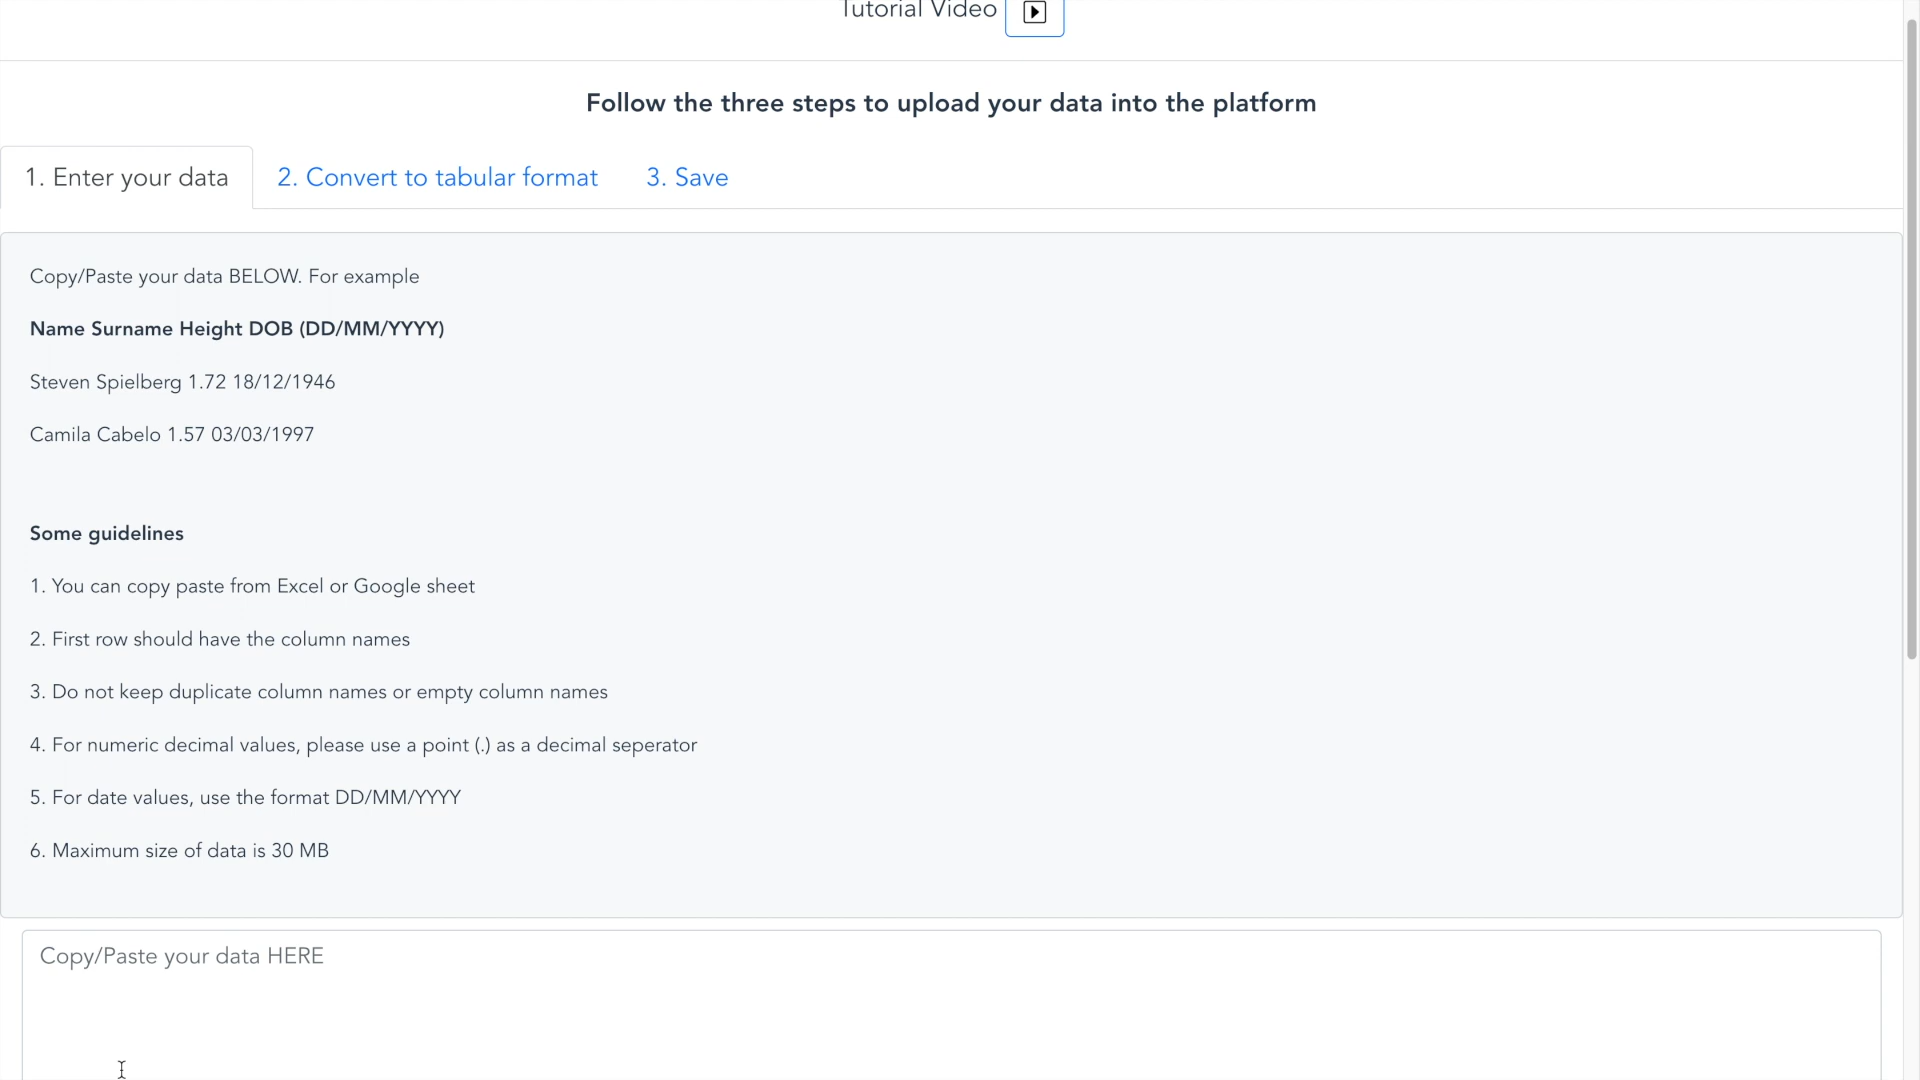 Tutorial Video
Follow the three steps to upload your data into the platform
1. Enter your data
2. Convert to tabular format
3. Save
Copy/Paste your data BELOW. For example
Name Surname Height DOB (DD/MM/YYYY)
Steven Spielberg 1.72 18/12/1946
Camila Cabelo 1.57 03/03/1997
Some guidelines
1. You can copy paste from Excel or Google sheet
2. First row should have the column names
3. Do not keep duplicate column names or empty column names
4. For numeric decimal values, please use a point (.) as a decimal seperator
5. For date values, use the format DD/MM/YYYY
6. Maximum size of data is 30 MB
Copy/Paste your data HERE